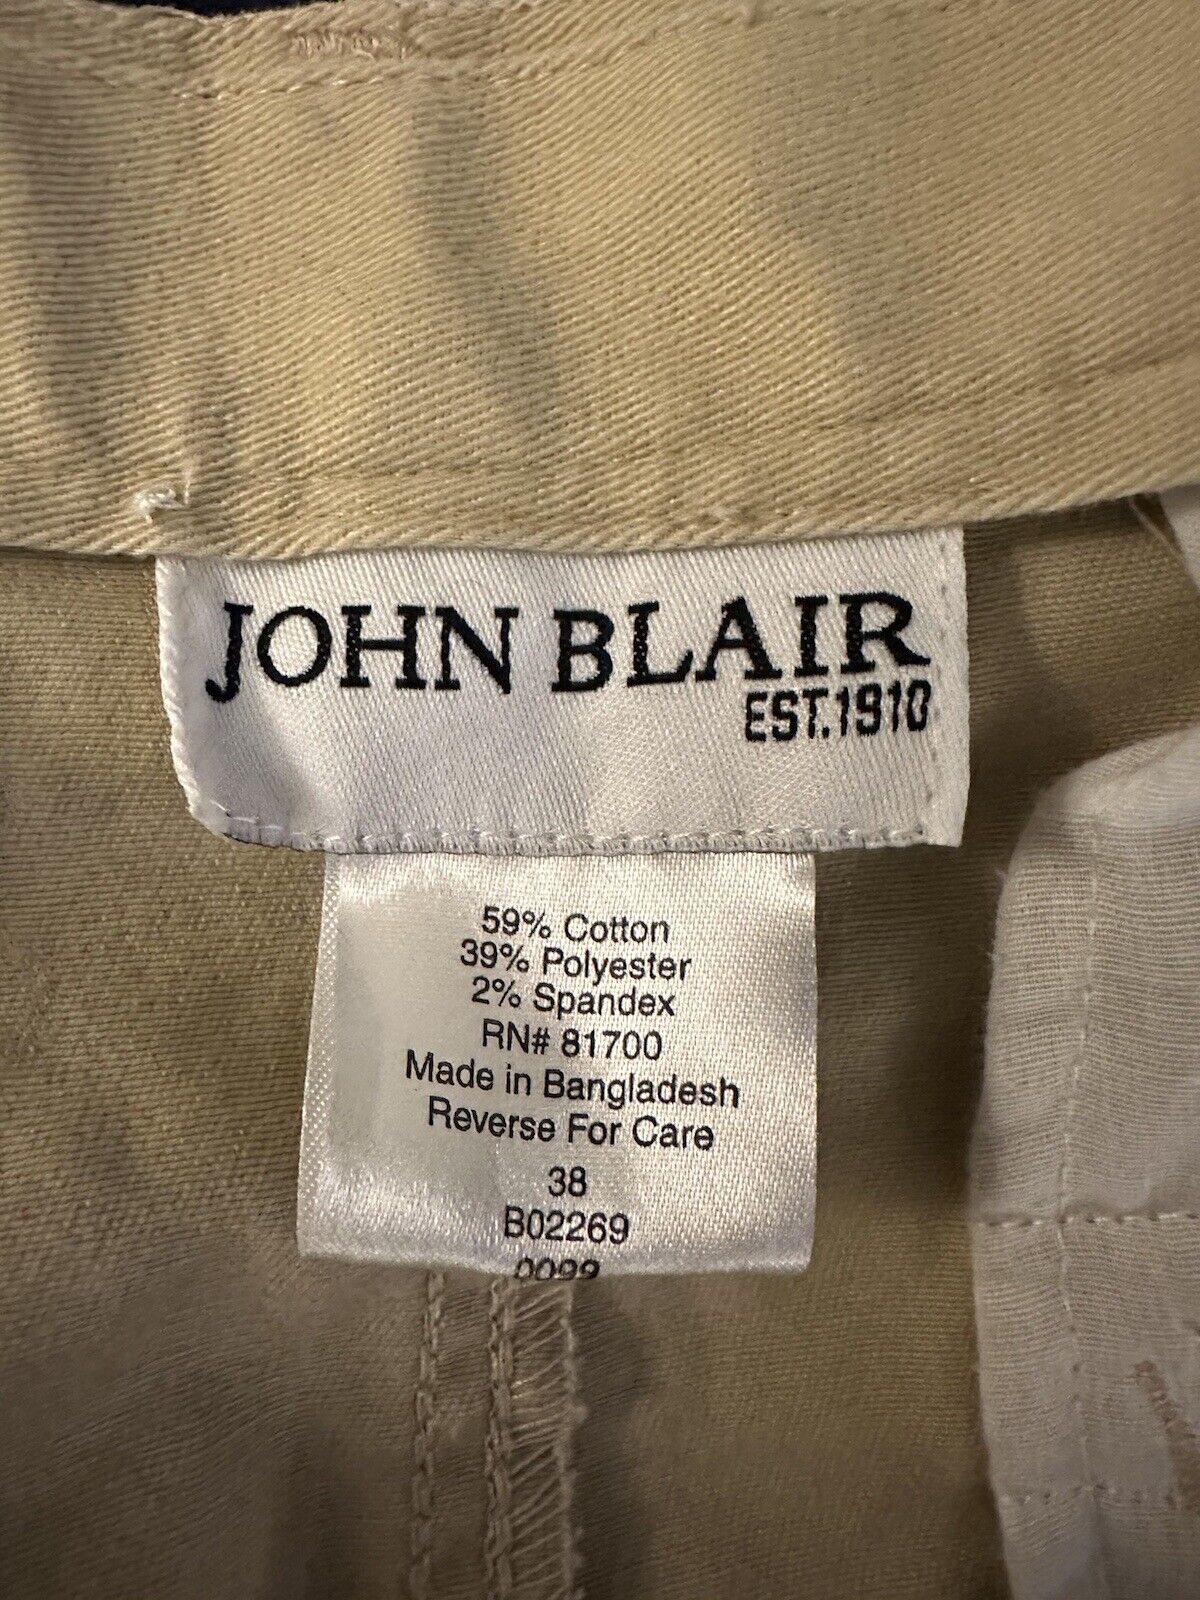 JOHN BLAIR
EST.1910
59% Cotton
39% Polyester
2% Spandex
RN# 81700
Made in Bangladesh
Reverse For Care
38
B02269
0099